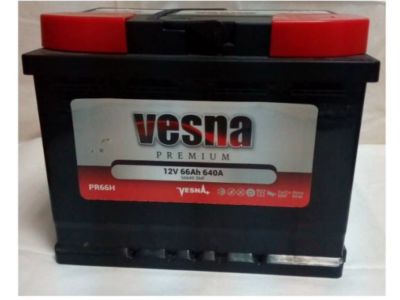 vesna
PREMIUM
12V 66Ah 640A
PR66H
VESNA